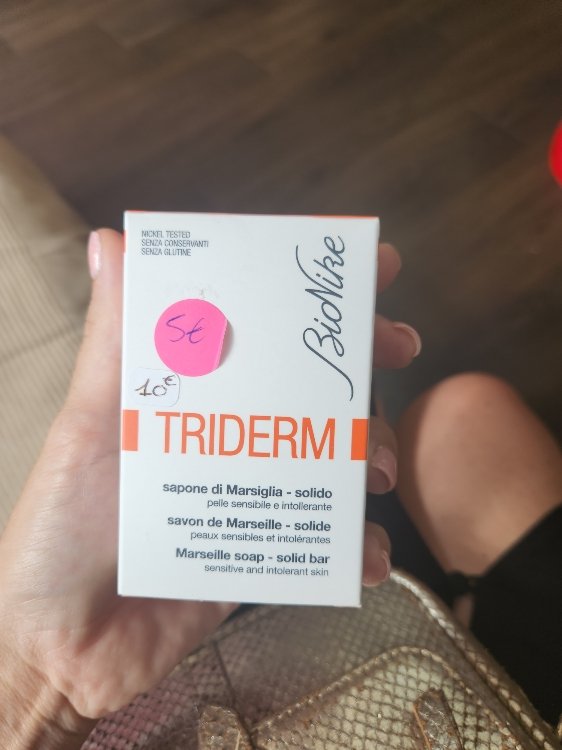 NICKEL TESTED
SENZA CONSERVANTI
SENZA GLUTINE
BioNike
5€
10€
TRIDERM
sapone di Marsiglia - solido
pelle sensibile e intollerante
savon de Marseille - solide
peaux sensibles et intolérantes
Marseille soap - solid bar
sensitive and intolerant skin